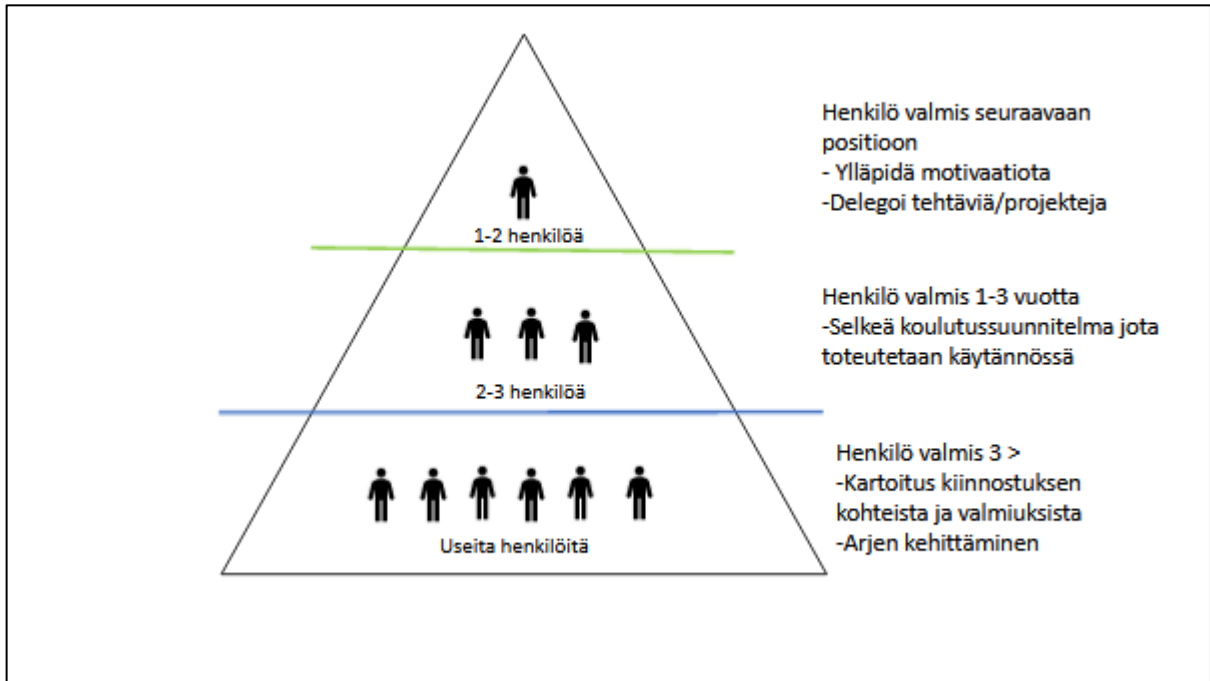 Henkilö valmis seuraavaan
positioon
- Ylläpidä motivaatiota
-Delegoi tehtäviä/projekteja
1-2 henkilöä
Henkilö valmis 1-3 vuotta
-Selkeä koulutussuunnitelma jota
toteutetaan käytännössä
2-3 henkilöä
Henkilö valmis 3 >
-Kartoitus kiinnostuksen
kohteista ja valmiuksista
-Arjen kehittäminen
Useita henkilöitä